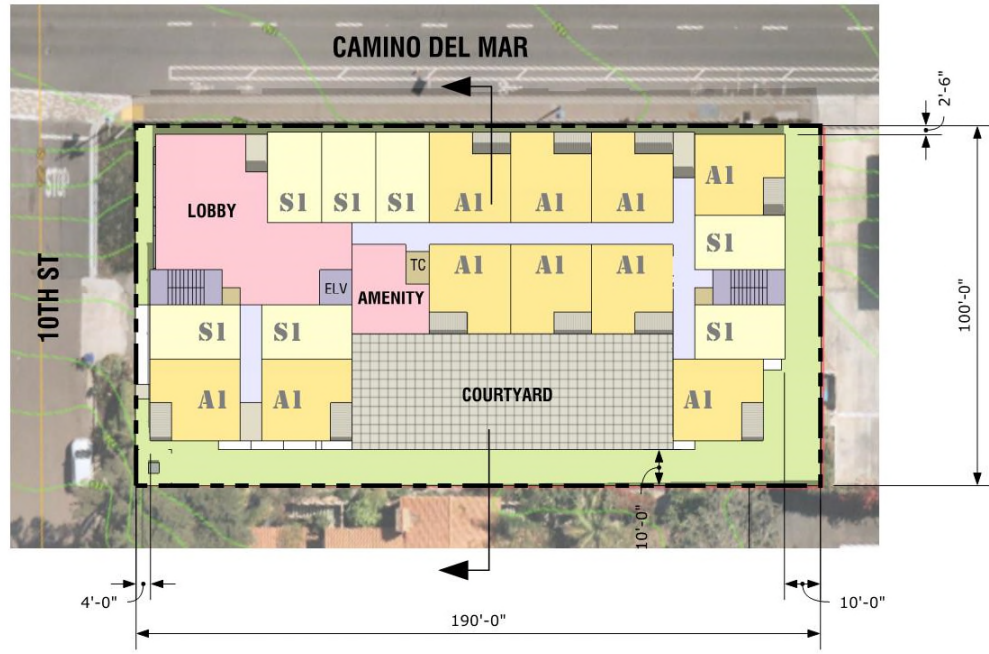 CAMINO DEL MAR
2'-6"
STOP
A1
LOBBY
S1 S1 S1 A1 A1 A1
S1
10TH ST
TC
A1 A1 A1
ELV
AMENITY
100'-0"
S1 S1 S1
COURTYARD
A1 A1 A1
10'-0"
4'-0"
10'-0"
190'-0"